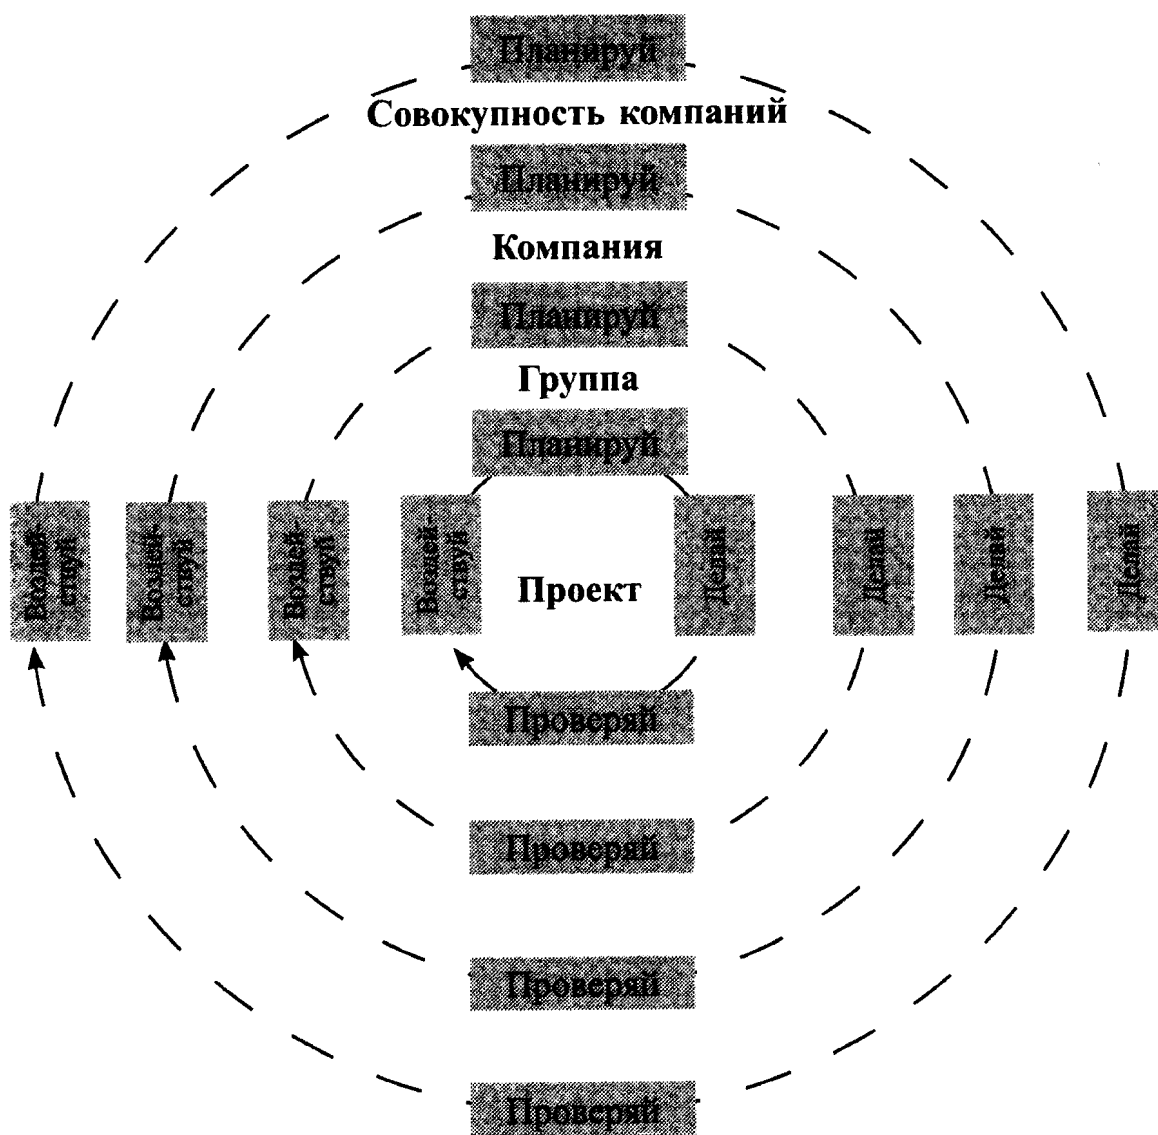 Планируй
Совокупность компаний
Планируй
Компания
Планируй
Группа
Планируй
Воздей-
ствуй
Воздей-
ствуй
Воздей-
ствуй
Воздей-
ствуй
Проект
Делай
Делай
Делай
Делай
Проверяй
Проверяй
Проверяй
Проверяй